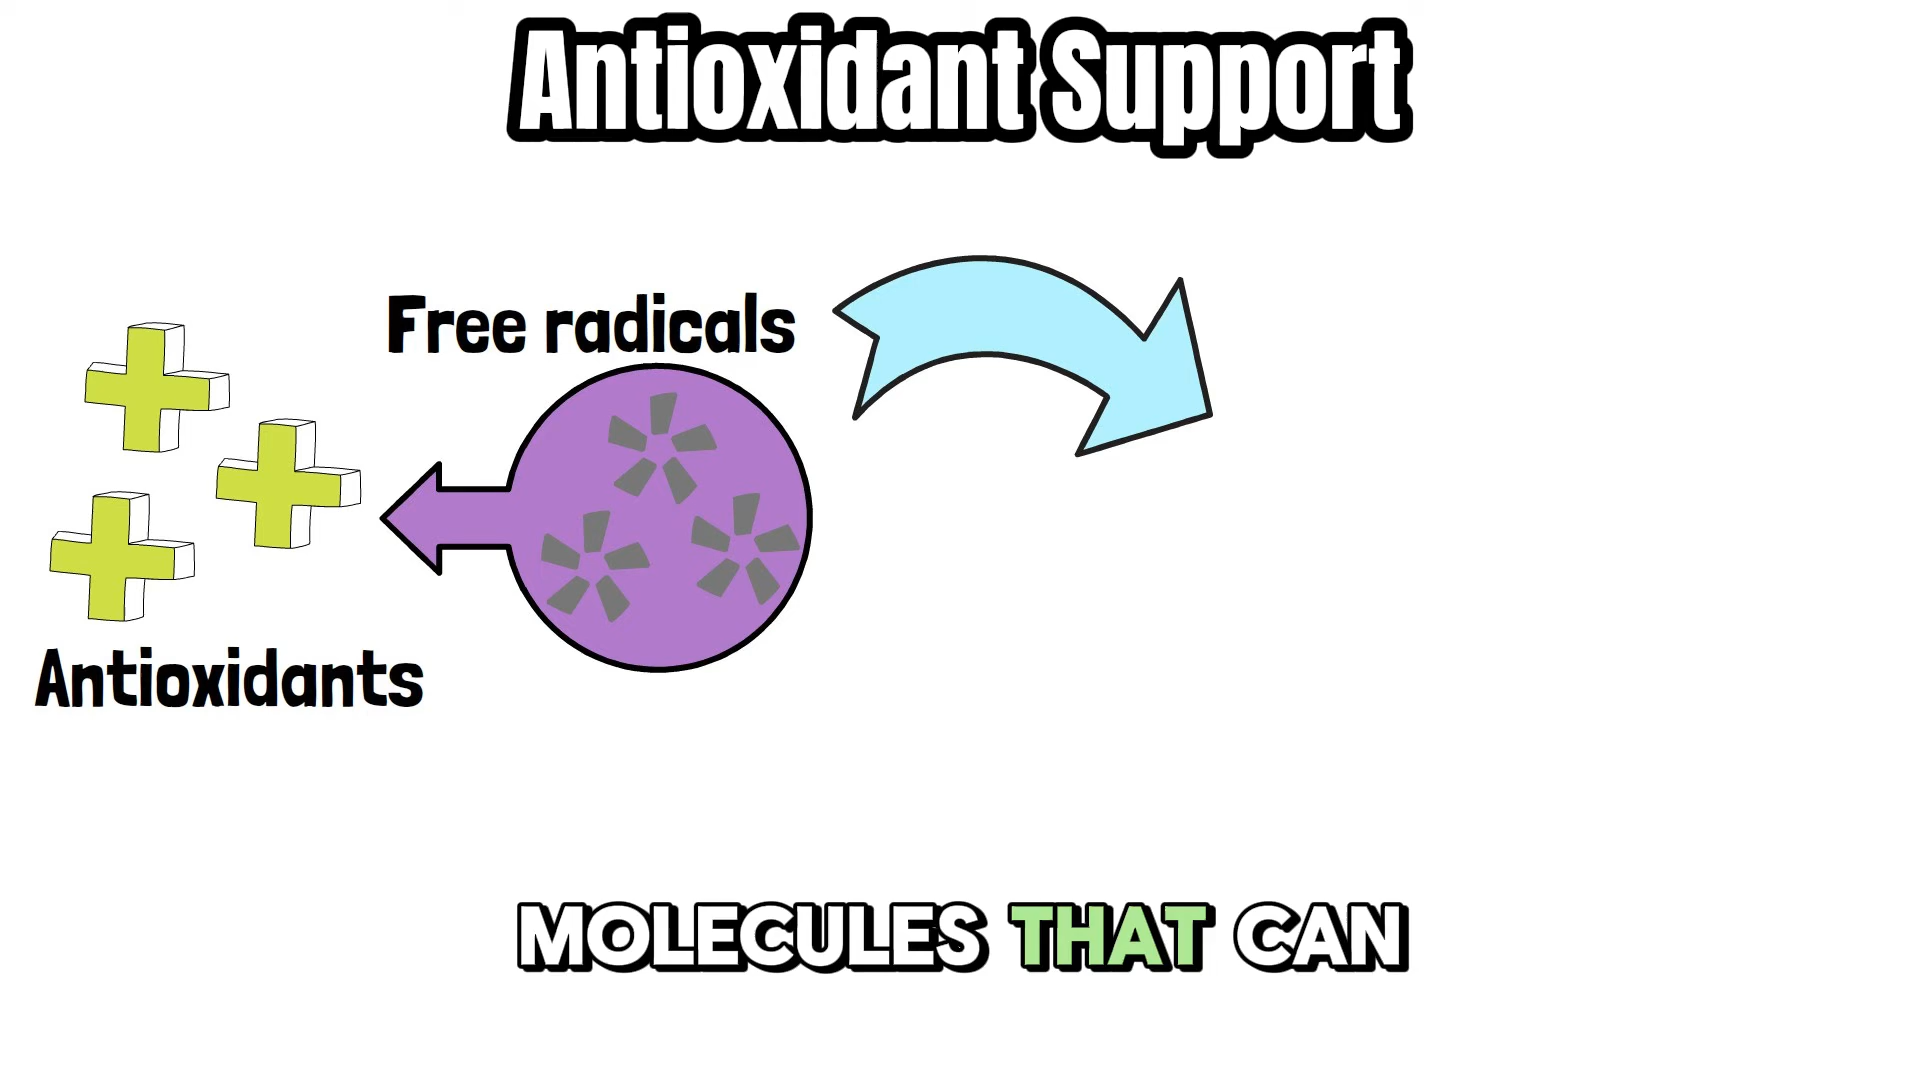 Antioxidant Support
Free radicals
Antioxidants
MOLECULES THAT CAN